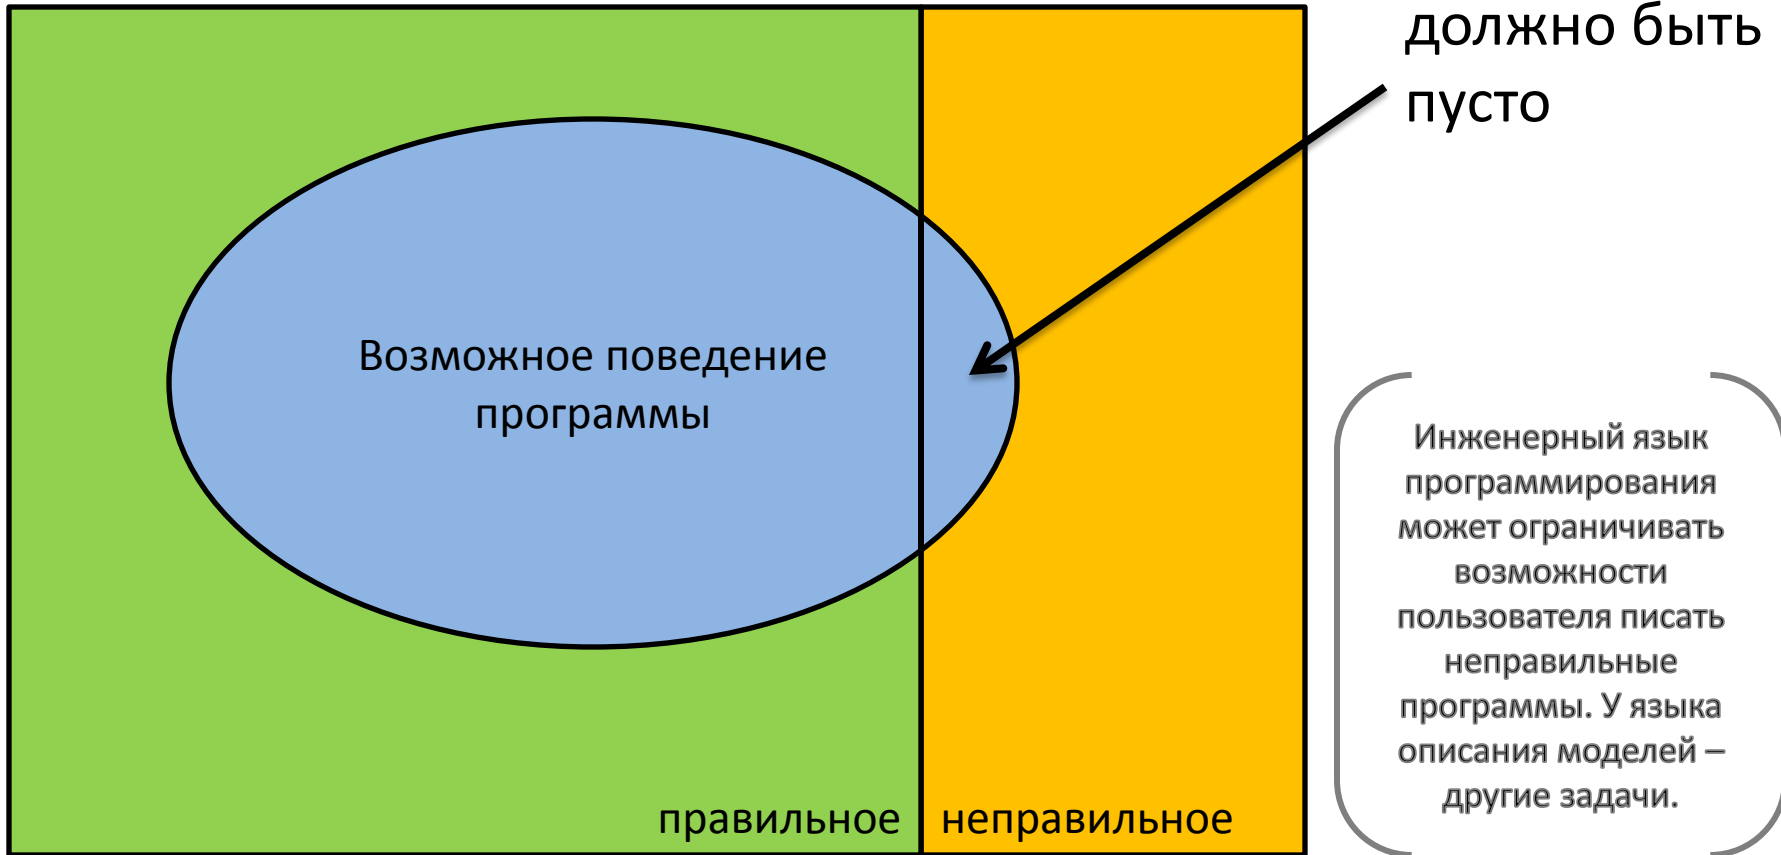 должно быть
пусто
Возможное поведение
программы
Инженерный язык
программирования
может ограничивать
возможности
пользователя писать
неправильные
программы. У языка
описания моделей –
другие задачи.
правильное
неправильное